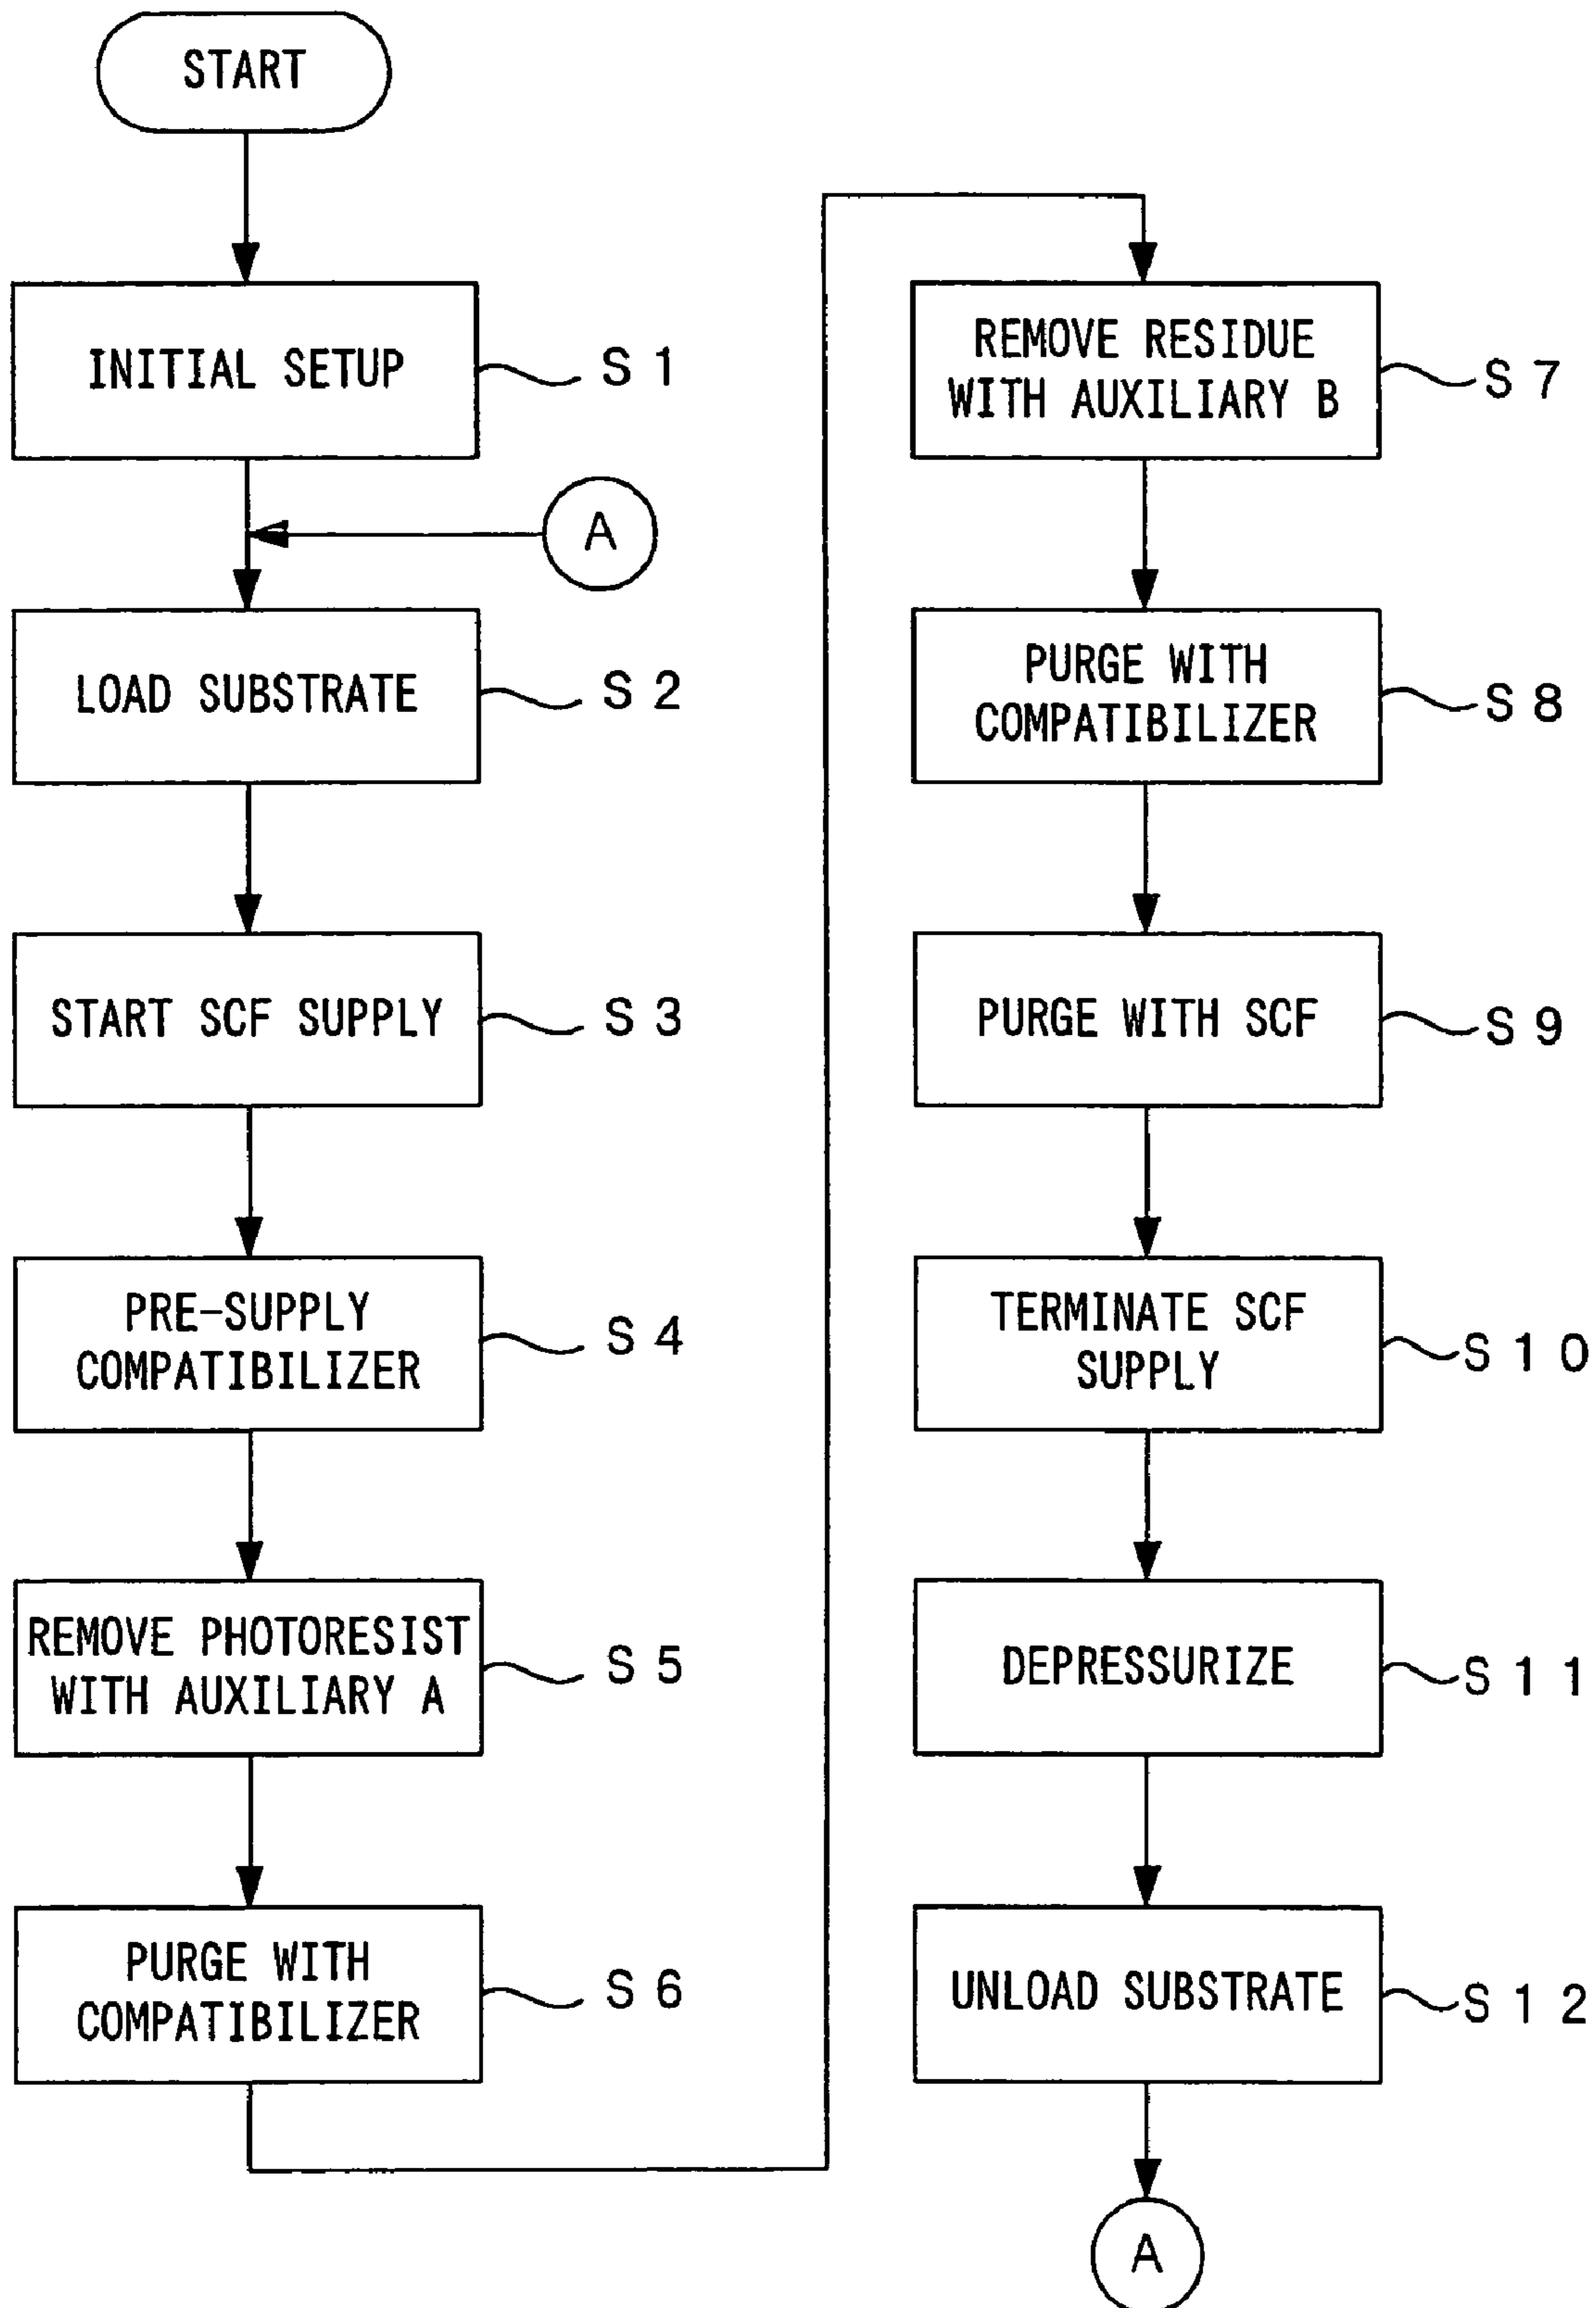 START
INITIAL SETUP
S 1
A
LOAD SUBSTRATE
S 2
START SCF SUPPLY
S 3
PRE-SUPPLY
COMPATIBILIZER
S 4
REMOVE PHOTORESIST
WITH AUXILIARY A
S 5
PURGE WITH
COMPATIBILIZER
S 6
REMOVE RESIDUE
WITH AUXILIARY B
S 7
PURGE WITH
COMPATIBILIZER
S 8
PURGE WITH SCF
S 9
TERMINATE SCF
SUPPLY
S 1 0
DEPRESSURIZE
S 1 1
UNLOAD SUBSTRATE
S 1 2
A